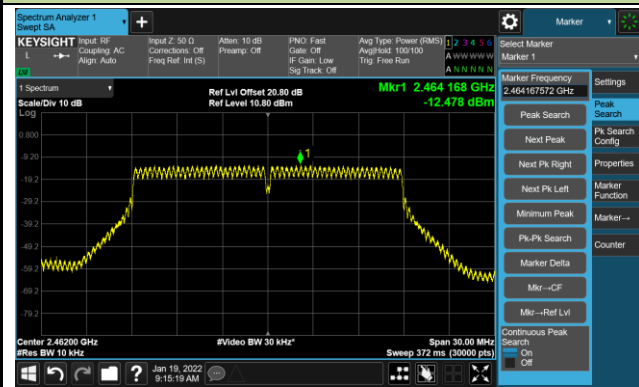 Spectrum Analyzer 1
Swept SA
+
Marker
KEYSIGHT
L
LXI
Input: RF
Coupling: AC
Align: Auto
Input Z: 50 Ω
Corrections: Off
Freq Ref: Int (S)
Atten: 10 dB
Preamp: Off
PNO: Fast
Gate: Off
IF Gain: Low
Sig Track: Off
Avg Type: Power (RMS)
Avg|Hold: 100/100
Trig: Free Run
1 2 3 4 5 6
A W W W W W
A N N N N N
Select Marker
Marker 1
1 Spectrum
Scale/Div 10 dB
Log
Ref Lvl Offset 20.80 dB
Ref Level 10.80 dBm
Mkr1 2.464 168 GHz
-12.478 dBm
0.800
-9.20
-19.2
-29.2
-39.2
-49.2
-59.2
-69.2
-79.2
1
Center 2.46200 GHz
#Res BW 10 kHz
#Video BW 30 kHz*
Span 30.00 MHz
Sweep 372 ms (30000 pts)
Marker Frequency
2.464167572 GHz
Peak Search
Next Peak
Next Pk Right
Next Pk Left
Minimum Peak
Pk-Pk Search
Marker Delta
Mkr→CF
Mkr→Ref Lvl
Continuous Peak
Search
On
Off
Settings
Peak
Search
Pk Search
Config
Properties
Marker
Function
Marker→
Counter
?
Jan 19, 2022
9:15:19 AM